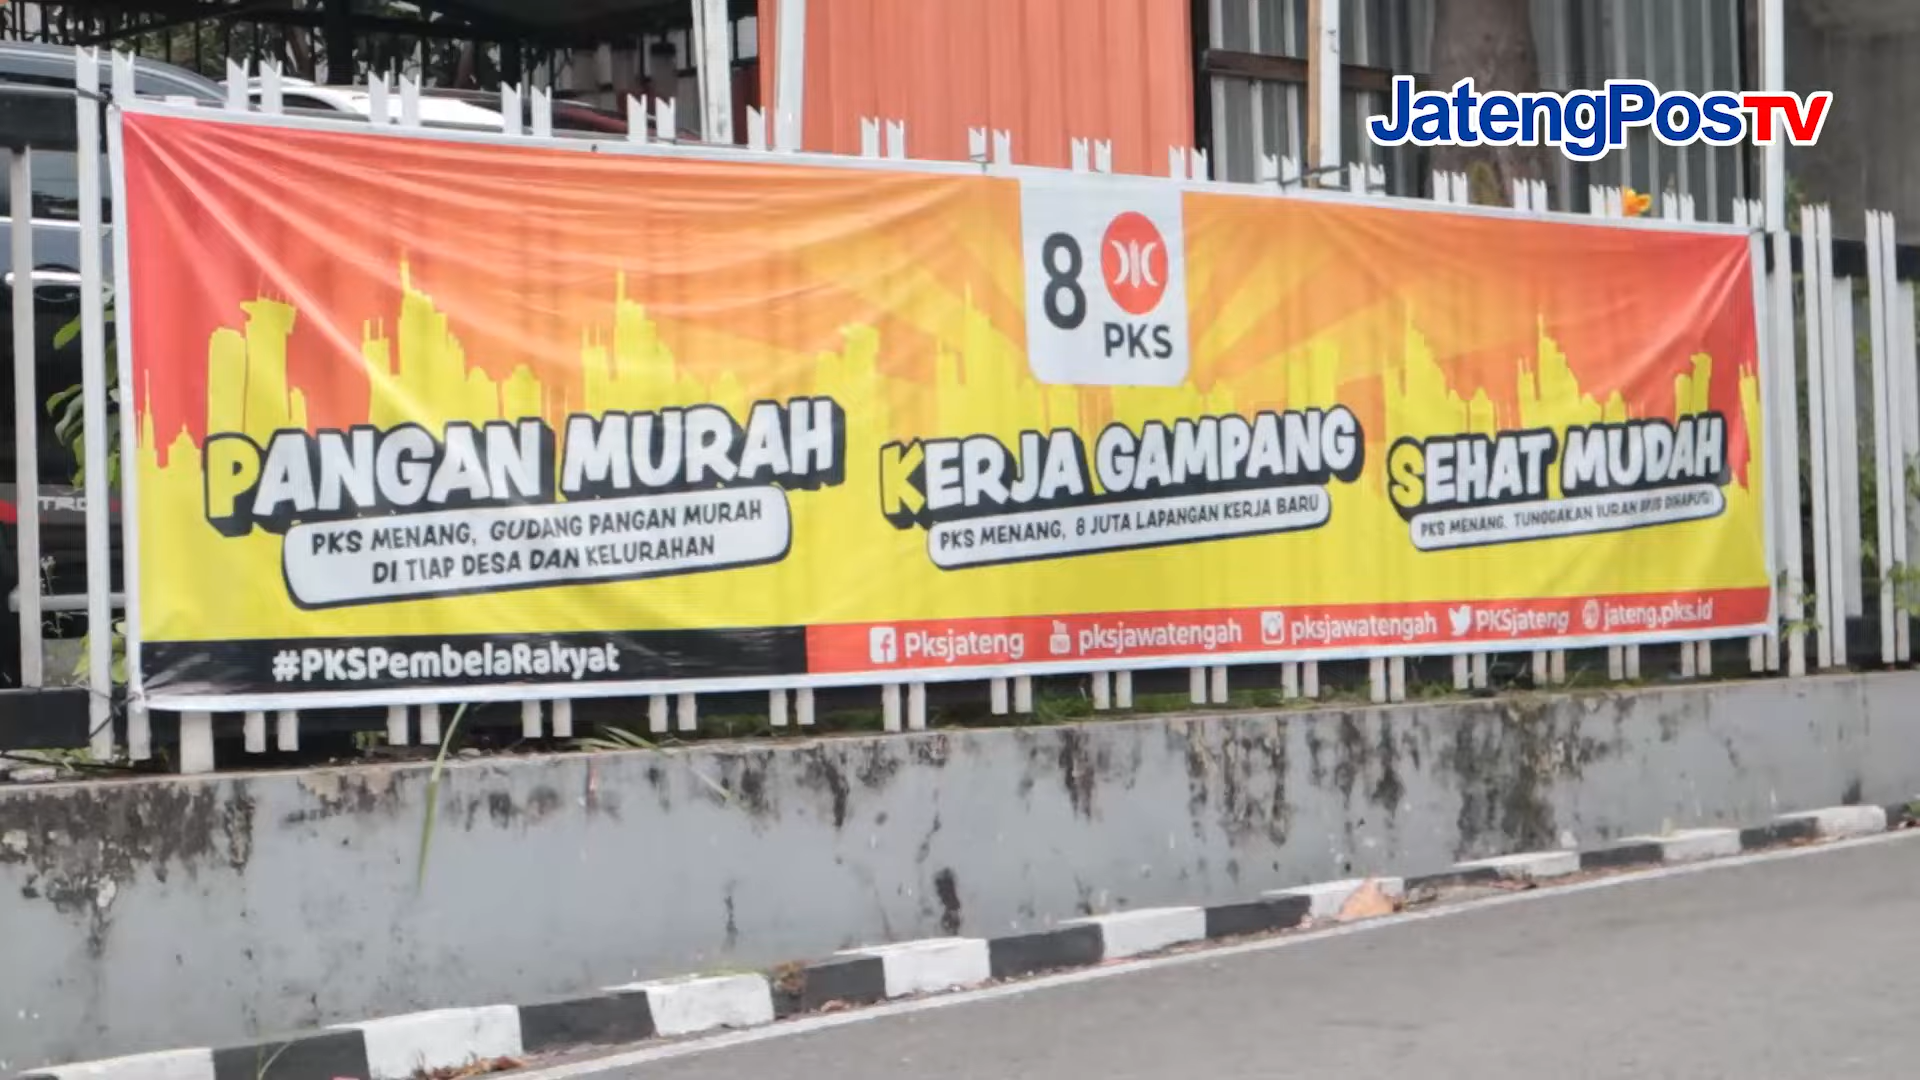 JatengPosTV
8
PKS
PANGAN MURAH
PKS MENANG, GUDANG PANGAN MURAH
DI TIAP DESA DAN KELURAHAN
KERJA GAMPANG
PKS MENANG, 8 JUTA LAPANGAN KERJA BARU
SEHAT MUDAH
PKS MENANG, TUNGGAKAN IURAN BPJS DIHAPUS!
#PKSPembelaRakyat
Pksjateng
pksjawatengah
pksjawatengah
PKSjateng
jateng.pks.id